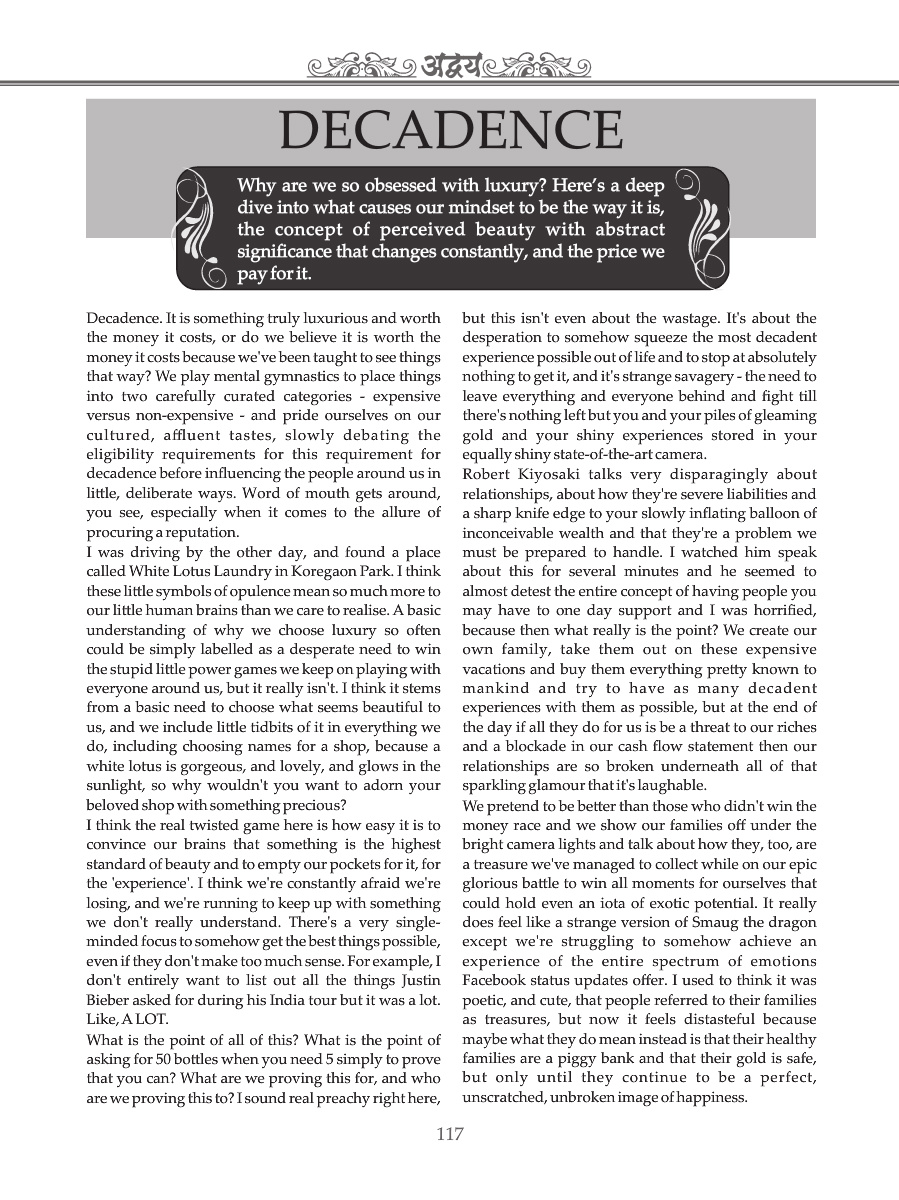 अद्वय
DECADENCE
Why are we so obsessed with luxury? Here's a deep
dive into what causes our mindset to be the way it is,
the concept of perceived beauty with abstract
significance that changes constantly, and the price we
pay for it.
Decadence. It is something truly luxurious and worth
the money it costs, or do we believe it is worth the
money it costs because we've been taught to see things
that way? We play mental gymnastics to place things
into two carefully curated categories - expensive
versus non-expensive - and pride ourselves on our
cultured, affluent tastes, slowly debating the
eligibility requirements for this requirement for
decadence before influencing the people around us in
little, deliberate ways. Word of mouth gets around,
you see, especially when it comes to the allure of
procuring a reputation.
I was driving by the other day, and found a place
called White Lotus Laundry in Koregaon Park. I think
these little symbols of opulence mean so much more to
our little human brains than we care to realise. A basic
understanding of why we choose luxury so often
could be simply labelled as a desperate need to win
the stupid little power games we keep on playing with
everyone around us, but it really isn't. I think it stems
from a basic need to choose what seems beautiful to
us, and we include little tidbits of it in everything we
do, including choosing names for a shop, because a
white lotus is gorgeous, and lovely, and glows in the
sunlight, so why wouldn't you want to adorn your
beloved shop with something precious?
I think the real twisted game here is how easy it is to
convince our brains that something is the highest
standard of beauty and to empty our pockets for it, for
the 'experience'. I think we're constantly afraid we're
losing, and we're running to keep up with something
we don't really understand. There's a very single-
minded focus to somehow get the best things possible,
even if they don't make too much sense. For example, I
don't entirely want to list out all the things Justin
Bieber asked for during his India tour but it was a lot.
Like, A LOT.
What is the point of all of this? What is the point of
asking for 50 bottles when you need 5 simply to prove
that you can? What are we proving this for, and who
are we proving this to? I sound real preachy right here,
but this isn't even about the wastage. It's about the
desperation to somehow squeeze the most decadent
experience possible out of life and to stop at absolutely
nothing to get it, and it's strange savagery - the need to
leave everything and everyone behind and fight till
there's nothing left but you and your piles of gleaming
gold and your shiny experiences stored in your
equally shiny state-of-the-art camera.
Robert Kiyosaki talks very disparagingly about
relationships, about how they're severe liabilities and
a sharp knife edge to your slowly inflating balloon of
inconceivable wealth and that they're a problem we
must be prepared to handle. I watched him speak
about this for several minutes and he seemed to
almost detest the entire concept of having people you
may have to one day support and I was horrified,
because then what really is the point? We create our
own family, take them out on these expensive
vacations and buy them everything pretty known to
mankind and try to have as many decadent
experiences with them as possible, but at the end of
the day if all they do for us is be a threat to our riches
and a blockade in our cash flow statement then our
relationships are so broken underneath all of that
sparkling glamour that it's laughable.
We pretend to be better than those who didn't win the
money race and we show our families off under the
bright camera lights and talk about how they, too, are
a treasure we've managed to collect while on our epic
glorious battle to win all moments for ourselves that
could hold even an iota of exotic potential. It really
does feel like a strange version of Smaug the dragon
except we're struggling to somehow achieve an
experience of the entire spectrum of emotions
Facebook status updates offer. I used to think it was
poetic, and cute, that people referred to their families
as treasures, but now it feels distasteful because
maybe what they do mean instead is that their healthy
families are a piggy bank and that their gold is safe,
but only until they continue to be a perfect,
unscratched, unbroken image of happiness.
117